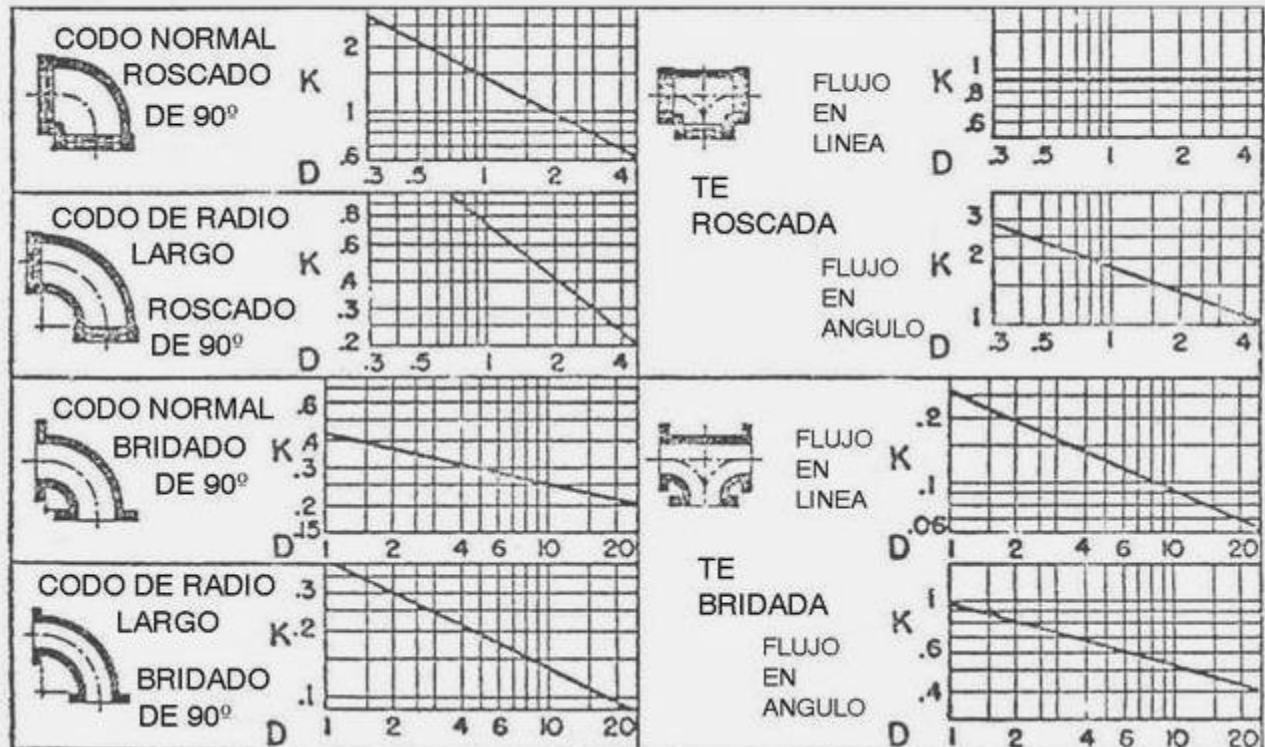 CODO NORMAL
ROSCADO
DE 90º
K
2
1
.6
D
.3 .5 1 2 4
FLUJO
EN
LINEA
K
1
.8
.6
.3 .5 1 2 4
TE
ROSCADA
FLUJO
EN
ANGULO
K
3
2
1
D
.3 .5 1 2 4
CODO DE RADIO
LARGO
ROSCADO
DE 90º
K
.8
.6
.4
.3
.2
D
.3 .5 1 2 4
CODO NORMAL
BRIDADO
DE 90º
K
.6
.4
.3
.2
.15
D
1 2 4 6 10 20
FLUJO
EN
LINEA
K
.2
.1
.06
D
1 2 4 6 10 20
TE
BRIDADA
FLUJO
EN
ANGULO
K
1
.6
.4
D
1 2 4 6 10 20
CODO DE RADIO
LARGO
BRIDADO
DE 90º
K
.3
.2
.1
D
1 2 4 6 10 20